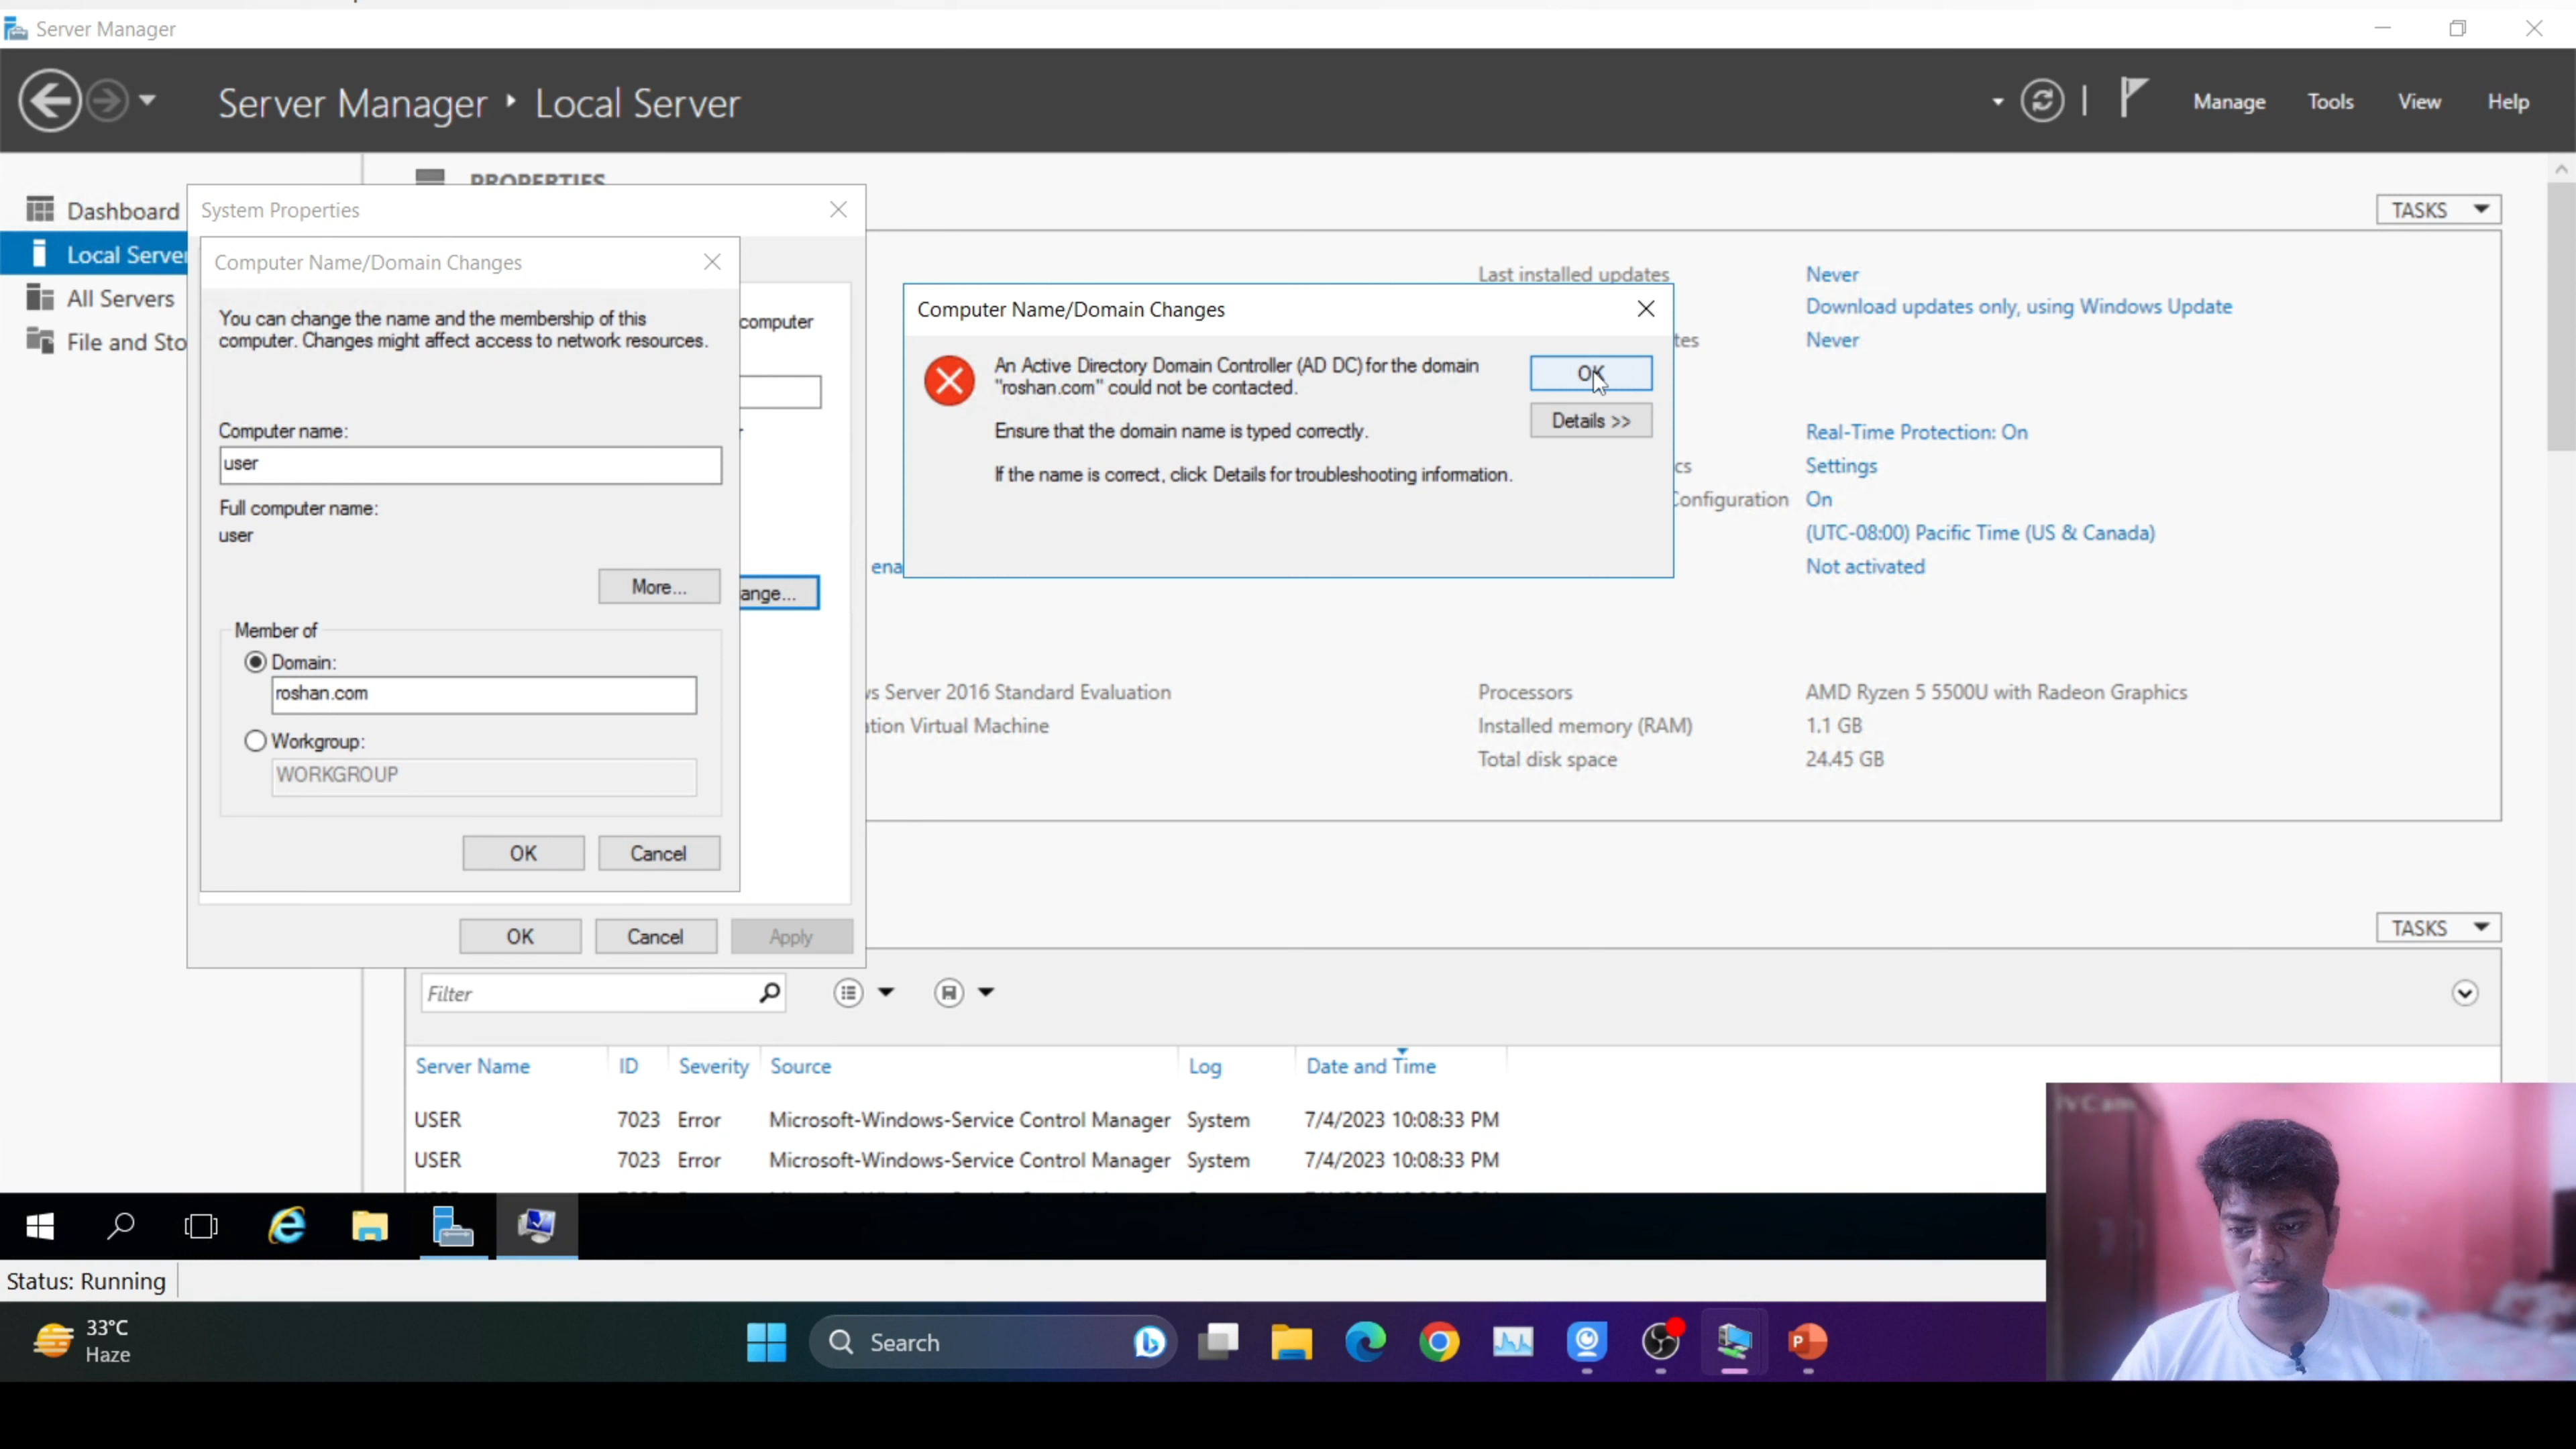 Server Manager
Server Manager ▸ Local Server
Manage Tools View Help
PROPERTIES
Dashboard
Local Server
All Servers
File and Sto
TASKS
System Properties
computer
ange...
OK Cancel Apply
Computer Name/Domain Changes
You can change the name and the membership of this
computer. Changes might affect access to network resources.
Computer name:
user
Full computer name:
user
More...
Member of
Domain:
roshan.com
Workgroup:
WORKGROUP
OK Cancel
Computer Name/Domain Changes
An Active Directory Domain Controller (AD DC) for the domain
"roshan.com" could not be contacted.
Ensure that the domain name is typed correctly.
If the name is correct, click Details for troubleshooting information.
OK
Details >>
Last installed updates Never
Download updates only, using Windows Update
tes Never
Real-Time Protection: On
cs Settings
Configuration On
(UTC-08:00) Pacific Time (US & Canada)
ena Not activated
s Server 2016 Standard Evaluation Processors AMD Ryzen 5 5500U with Radeon Graphics
tion Virtual Machine Installed memory (RAM) 1.1 GB
Total disk space 24.45 GB
TASKS
Filter
Server Name ID Severity Source Log Date and Time
USER 7023 Error Microsoft-Windows-Service Control Manager System 7/4/2023 10:08:33 PM
USER 7023 Error Microsoft-Windows-Service Control Manager System 7/4/2023 10:08:33 PM
iVCam
Status: Running
33°C
Haze
Search